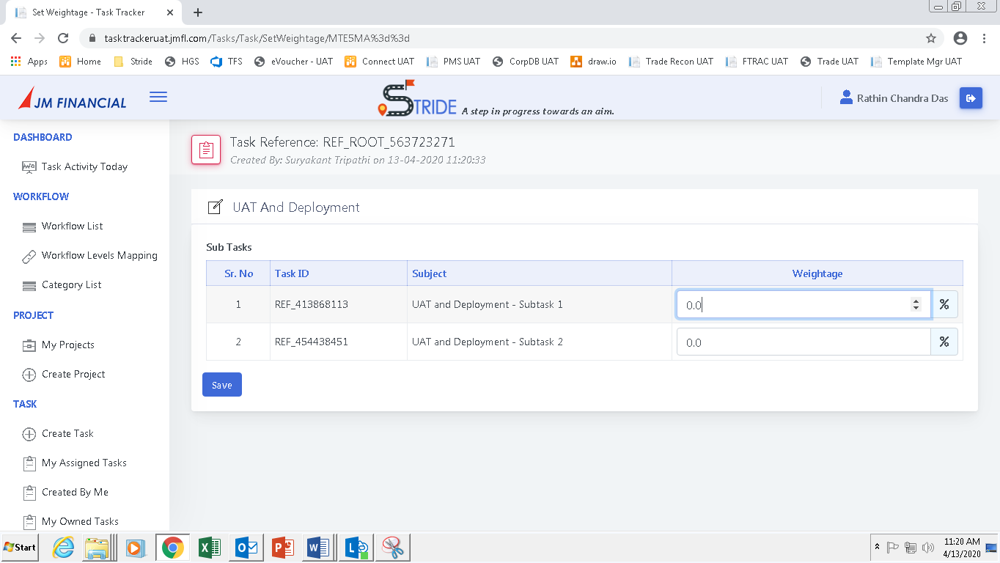 Set Weightage - Task Tracker
tasktrackeruat.jmfl.com/Tasks/Task/SetWeightage/MTE5MA%3d%3d
Apps Home Stride HGS TFS eVoucher - UAT Connect UAT PMS UAT CorpDB UAT draw.io Trade Recon UAT FTRAC UAT Trade UAT Template Mgr UAT
JM FINANCIAL
STRIDE A step in progress towards an aim.
Rathin Chandra Das
DASHBOARD
Task Activity Today
WORKFLOW
Workflow List
Workflow Levels Mapping
Category List
PROJECT
My Projects
Create Project
TASK
Create Task
My Assigned Tasks
Created By Me
My Owned Tasks
Task Reference: REF_ROOT_563723271
Created By: Suryakant Tripathi on 13-04-2020 11:20:33
UAT And Deployment
Sub Tasks
Sr. No Task ID Subject Weightage
1 REF_413868113 UAT and Deployment - Subtask 1 0.0 %
2 REF_454438451 UAT and Deployment - Subtask 2 0.0 %
Save
Start
11:20 AM
4/13/2020